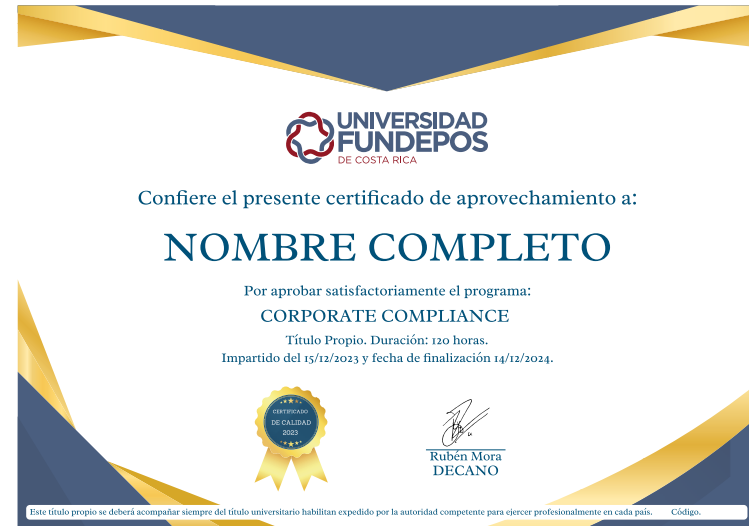 UNIVERSIDAD
FUNDEPOS
DE COSTA RICA
Confiere el presente certificado de aprovechamiento a:
NOMBRE COMPLETO
Por aprobar satisfactoriamente el programa:
CORPORATE COMPLIANCE
Título Propio. Duración: 120 horas.
Impartido del 15/12/2023 y fecha de finalización 14/12/2024.
CERTIFICADO
DE CALIDAD
2023
Rubén Mora
DECANO
Este titulo propio se deberá acompañar siempre del titulo universitario habilitan expedido por la autoridad competente para ejercer profesionalmente en cada país. Código.